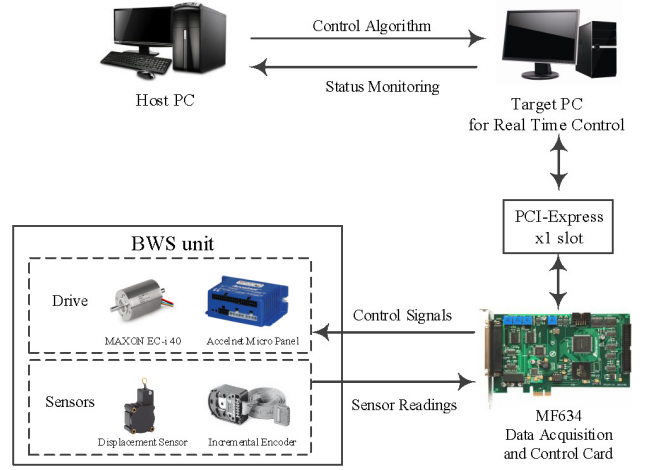 Control Algorithm
Status Monitoring
Host PC
Target PC
for Real Time Control
PCI-Express
x1 slot
BWS unit
Drive
MAXON EC-i 40
Accelnet Micro Panel
Control Signals
Sensors
Displacement Sensor
Incremental Encoder
Sensor Readings
MF634
Data Acquisition
and Control Card